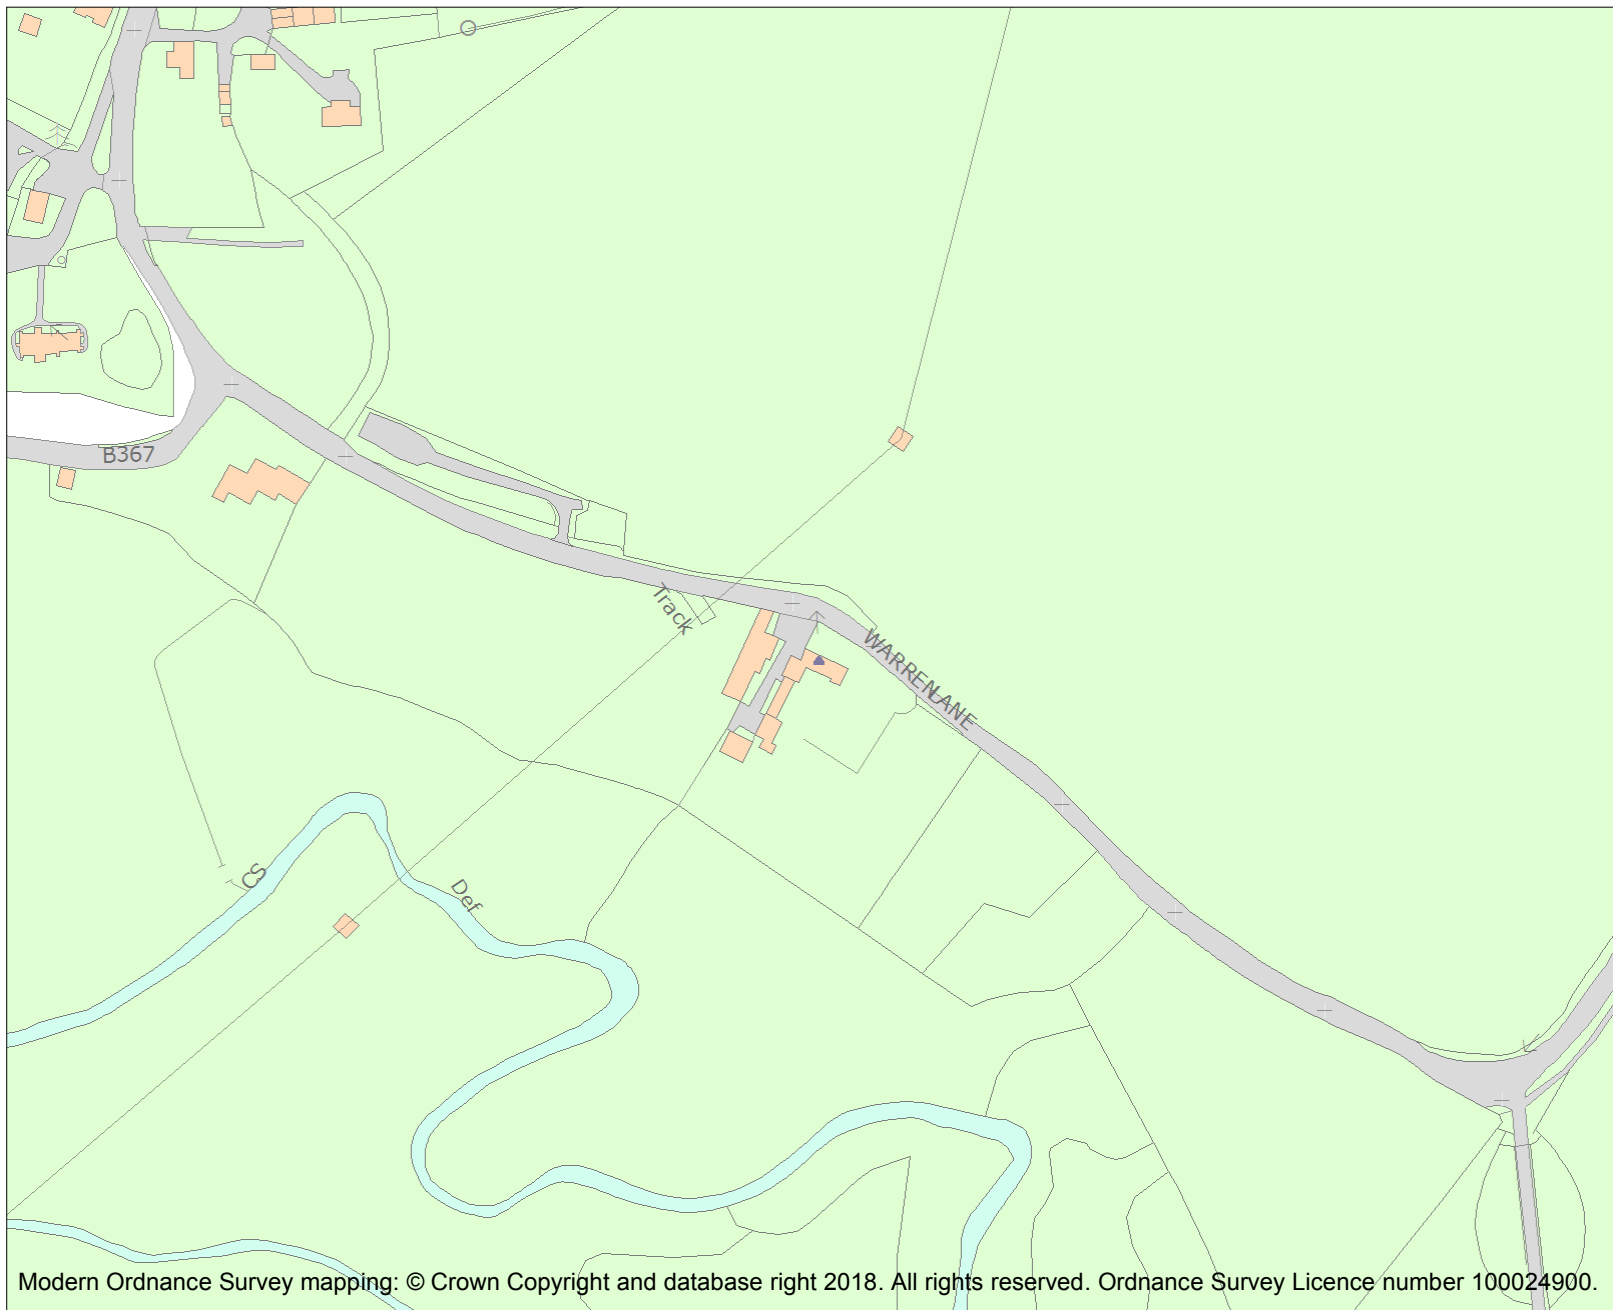 B367
Track
WARREN LANE
CS
Def
Modern Ordnance Survey mapping: © Crown Copyright and database right 2018. All rights reserved. Ordnance Survey Licence number 100024900.